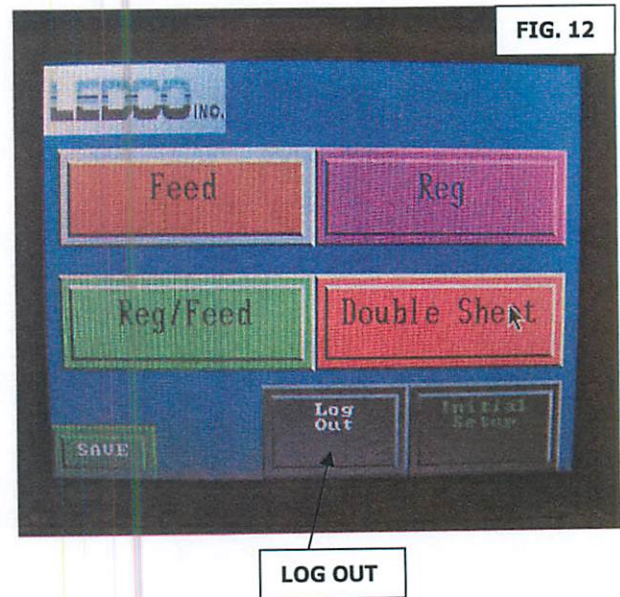 FIG. 12
LEDCO INC.
Feed
Reg
Reg/Feed
Double Sheet
Log
Out
Initial
Setup
SAVE
LOG OUT